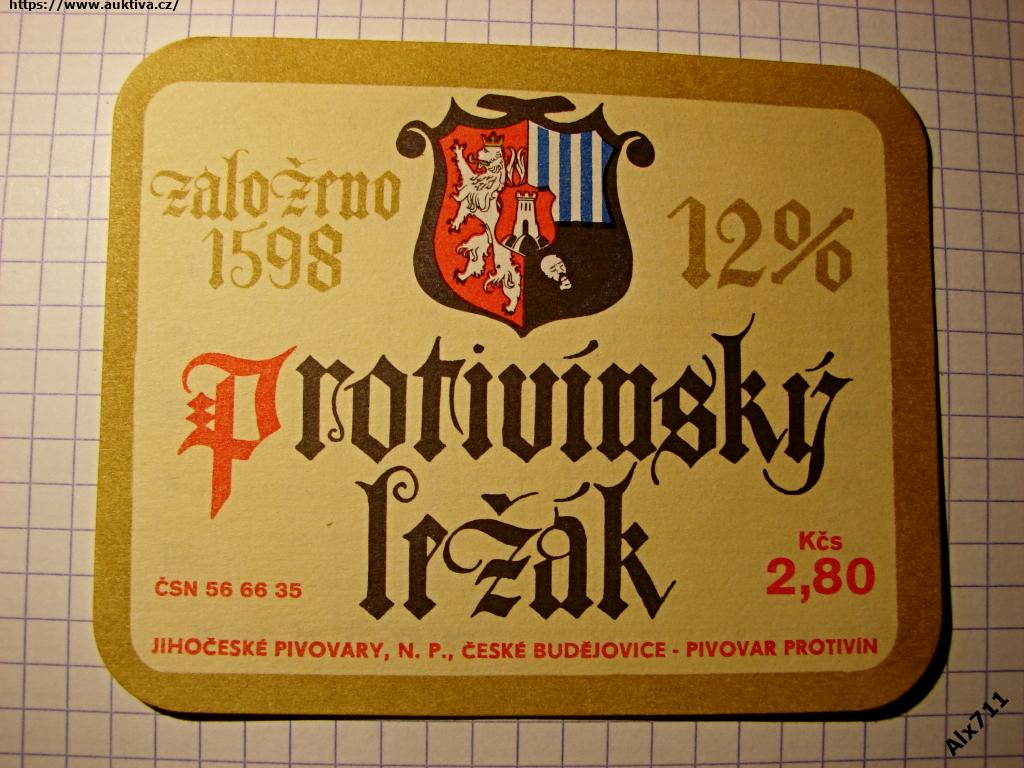 https://www.auktiva.cz/
založeno
1598
12%
Protivínský
ležák
Kčs
2,80
ČSN 56 66 35
JIHOČESKÉ PIVOVARY, N. P., ČESKÉ BUDĚJOVICE - PIVOVAR PROTIVÍN
Alx711